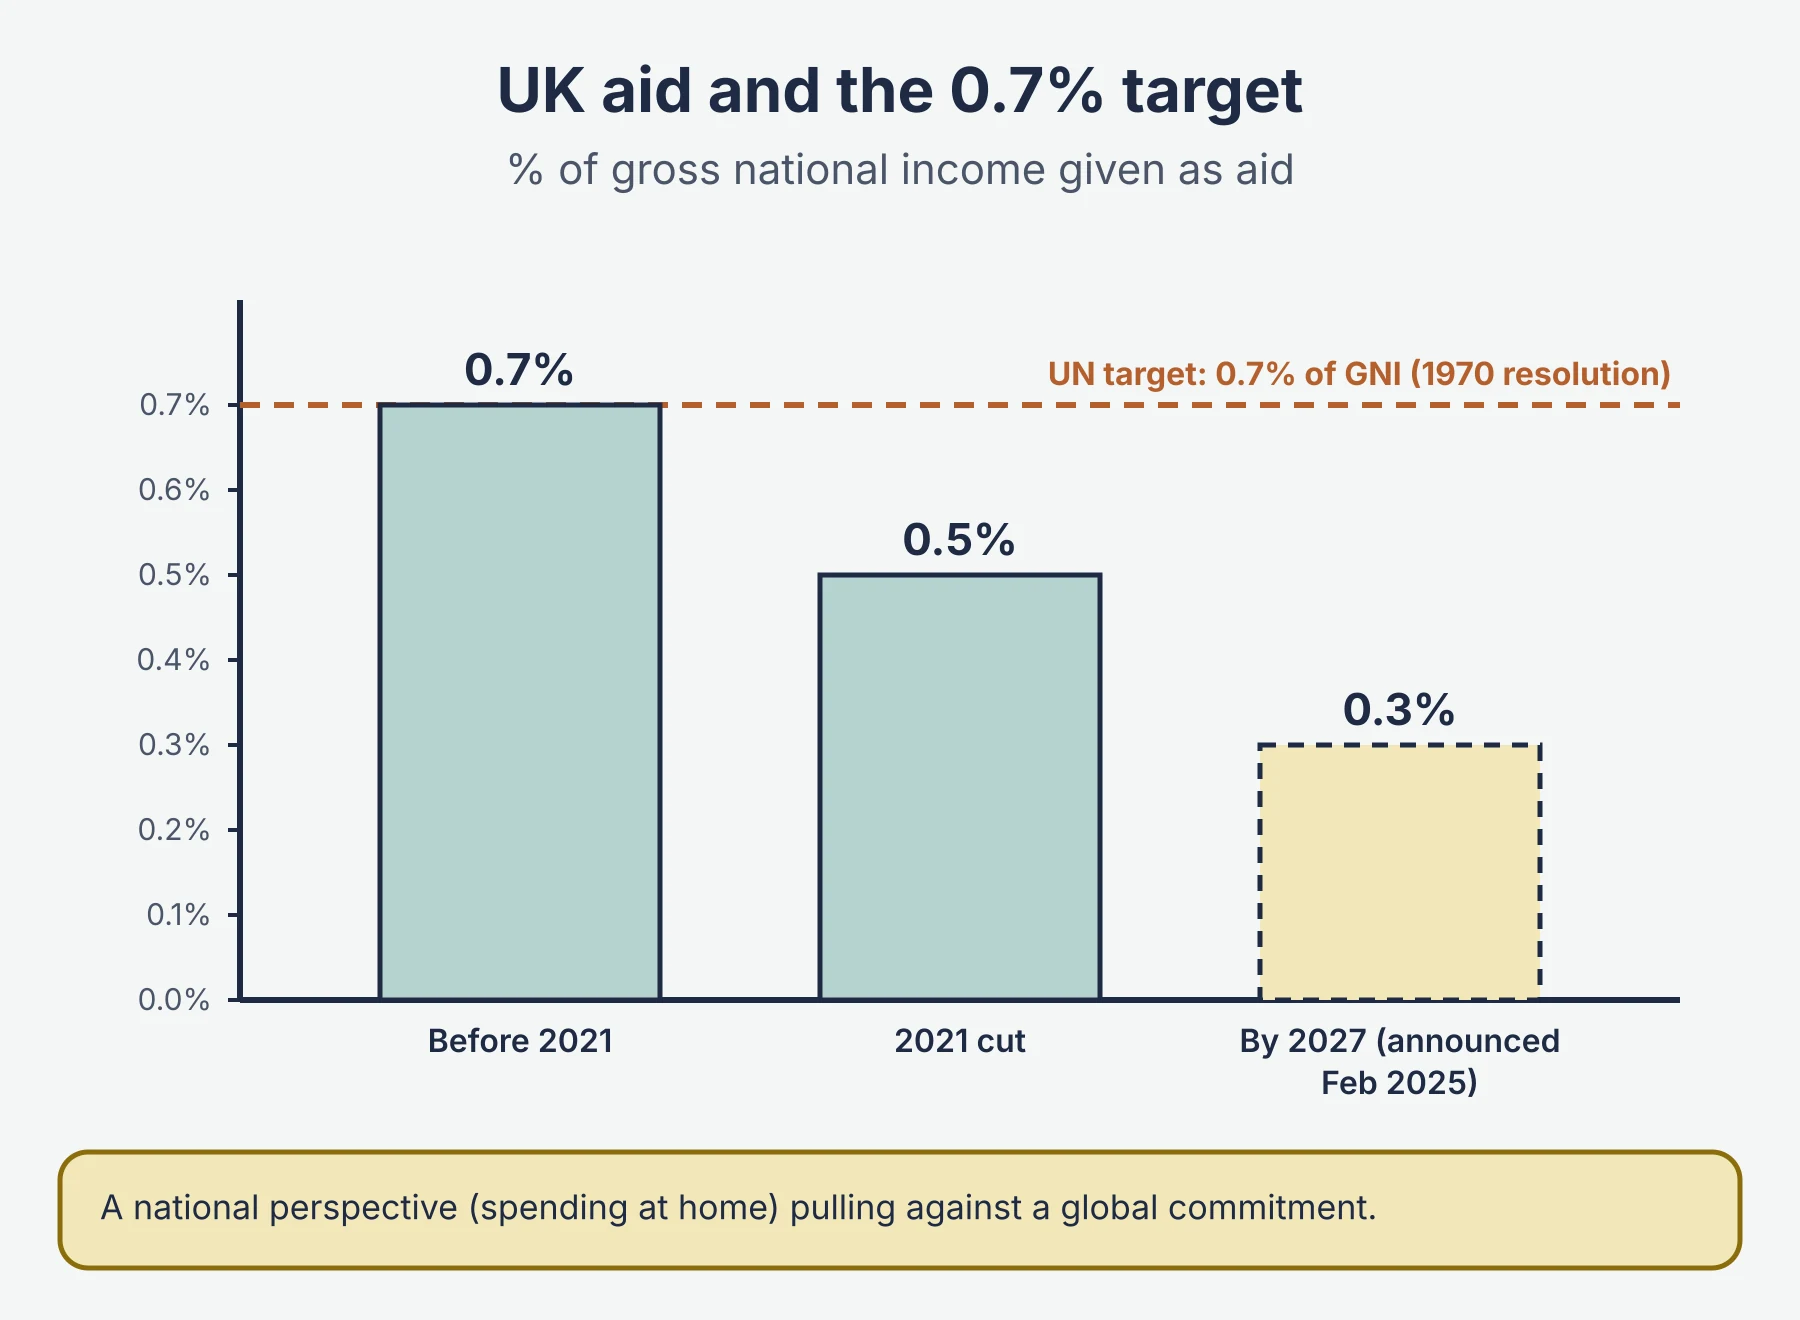 UK aid and the 0.7% target
% of gross national income given as aid
0.7%
UN target: 0.7% of GNI (1970 resolution)
0.7%
0.6%
0.5%
0.5%
0.4%
0.3%
0.3%
0.2%
0.1%
0.0%
Before 2021
2021 cut
By 2027 (announced
Feb 2025)
A national perspective (spending at home) pulling against a global commitment.